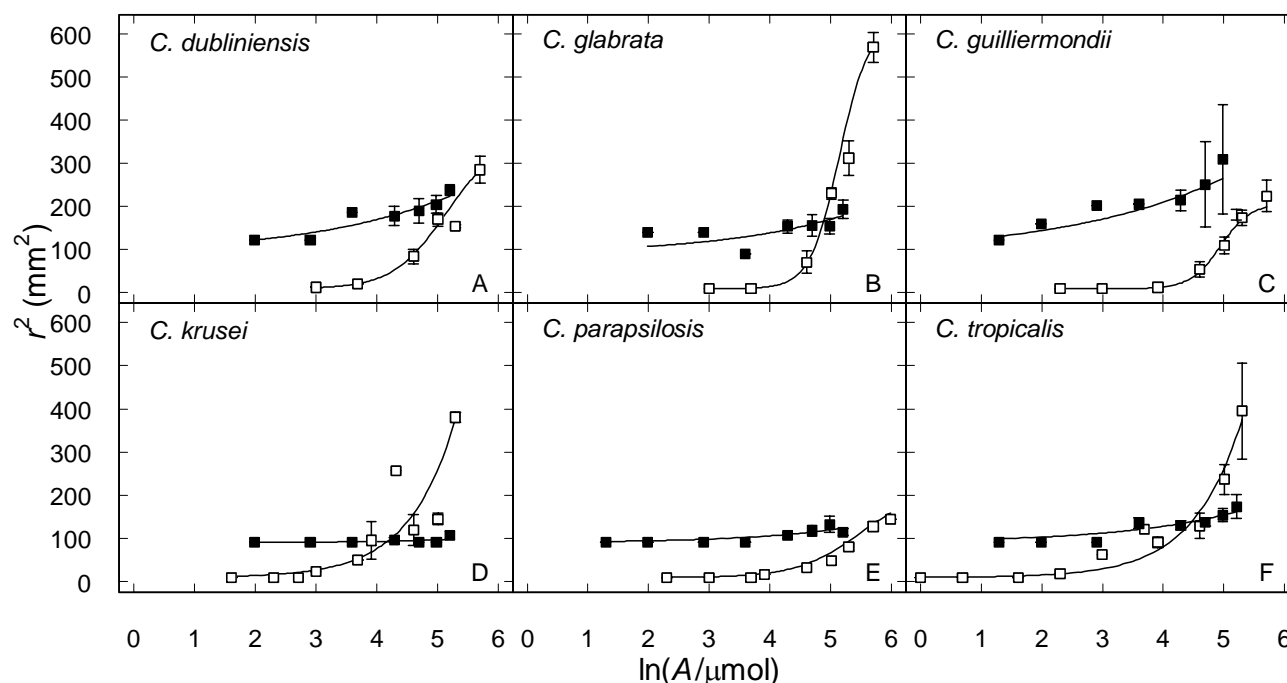 600
500
400
300
200
100
0
C. dubliniensis
A
C. glabrata
B
C. guilliermondii
C
r² (mm²)
600
500
400
300
200
100
0
C. krusei
D
C. parapsilosis
E
C. tropicalis
F
0 1 2 3 4 5 6 0 1 2 3 4 5 6 0 1 2 3 4 5 6
ln(A/μmol)